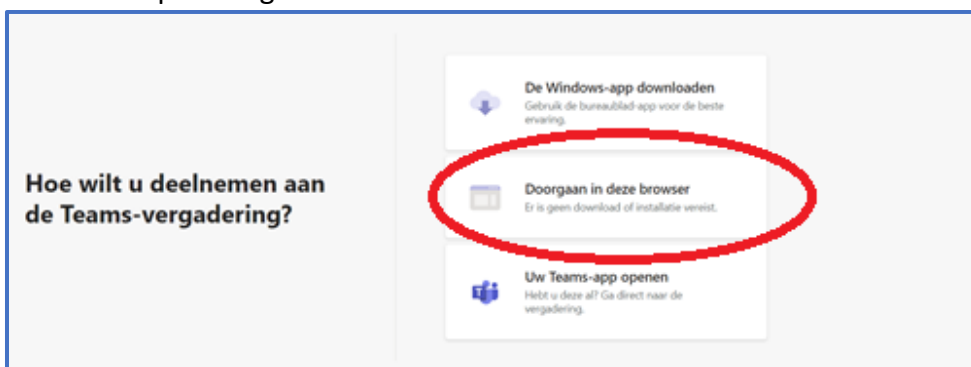 Hoe wilt u deelnemen aan
de Teams-vergadering?
De Windows-app downloaden
Gebruik de bureaublad-app voor de beste
ervaring.
Doorgaan in deze browser
Er is geen download of installatie vereist.
Uw Teams-app openen
Hebt u deze al? Ga direct naar de
vergadering.